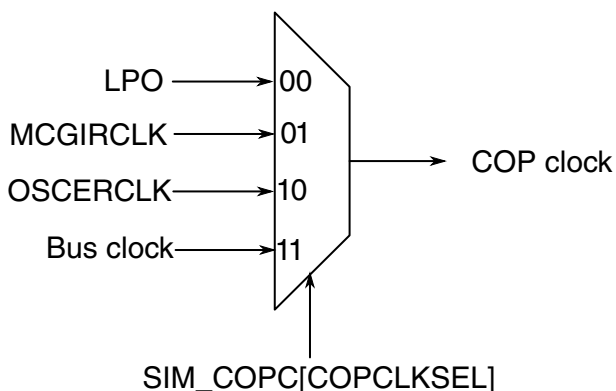 LPO
00
MCGIRCLK
01
OSCERCLK
10
Bus clock
11
COP clock
SIM_COPC[COPCLKSEL]